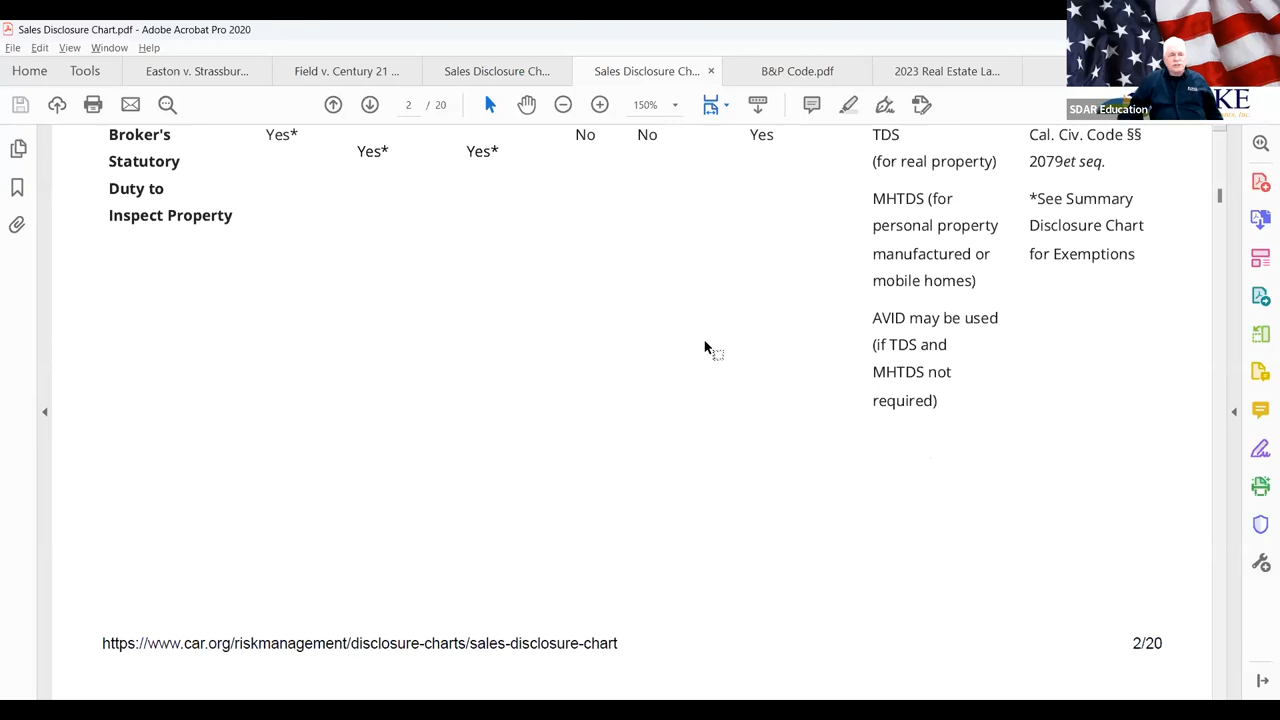 Sales Disclosure Chart.pdf - Adobe Acrobat Pro 2020
File Edit View Window Help
Home Tools Easton v. Strassbur... Field v. Century 21 ... Sales Disclosure Ch... Sales Disclosure Ch... × B&P Code.pdf 2023 Real Estate La...
2 / 20 150%
SDAR Education
KE
Broker's Yes* No No Yes TDS Cal. Civ. Code §§
Yes* Yes*
Statutory (for real property) 2079et seq.
Duty to MHTDS (for *See Summary
Inspect Property personal property Disclosure Chart
manufactured or for Exemptions
mobile homes)
AVID may be used
(if TDS and
MHTDS not
required)
https://www.car.org/riskmanagement/disclosure-charts/sales-disclosure-chart 2/20